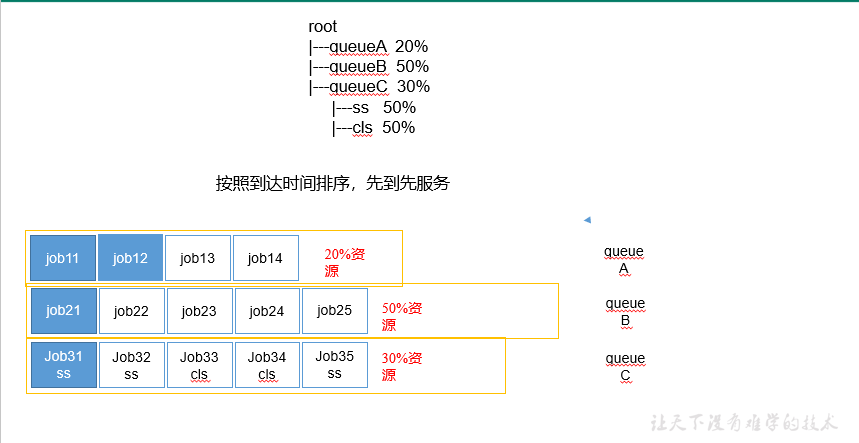 root
|---queueA 20%
|---queueB 50%
|---queueC 30%
|---ss 50%
|---cls 50%
按照到达时间排序，先到先服务
job11 job12 job13 job14 20%资
源
queue
A
job21 job22 job23 job24 job25 50%资
源
queue
B
Job31
ss
Job32
ss
Job33
cls
Job34
cls
Job35
ss
30%资
源
queue
C
让天下没有难学的技术